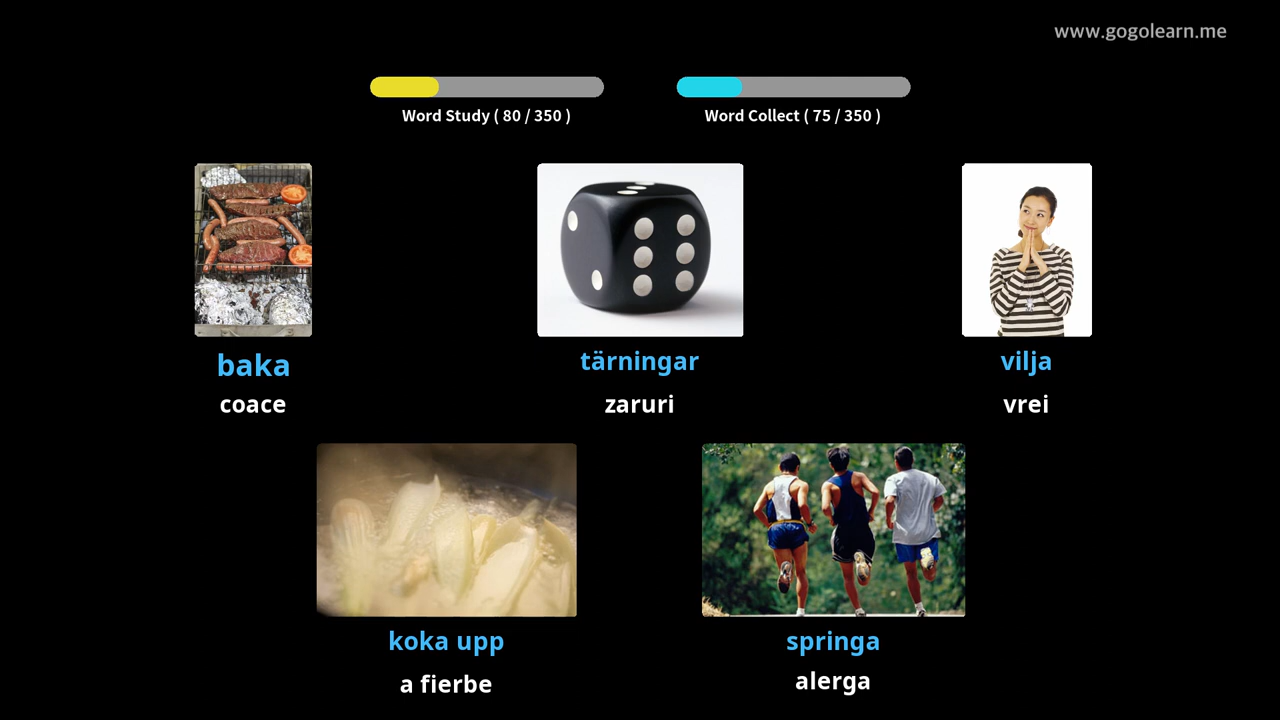 www.gogolearn.me
Word Study ( 80 / 350 )
Word Collect ( 75 / 350 )
baka
coace
tärningar
zaruri
vilja
vrei
koka upp
a fierbe
springa
alerga